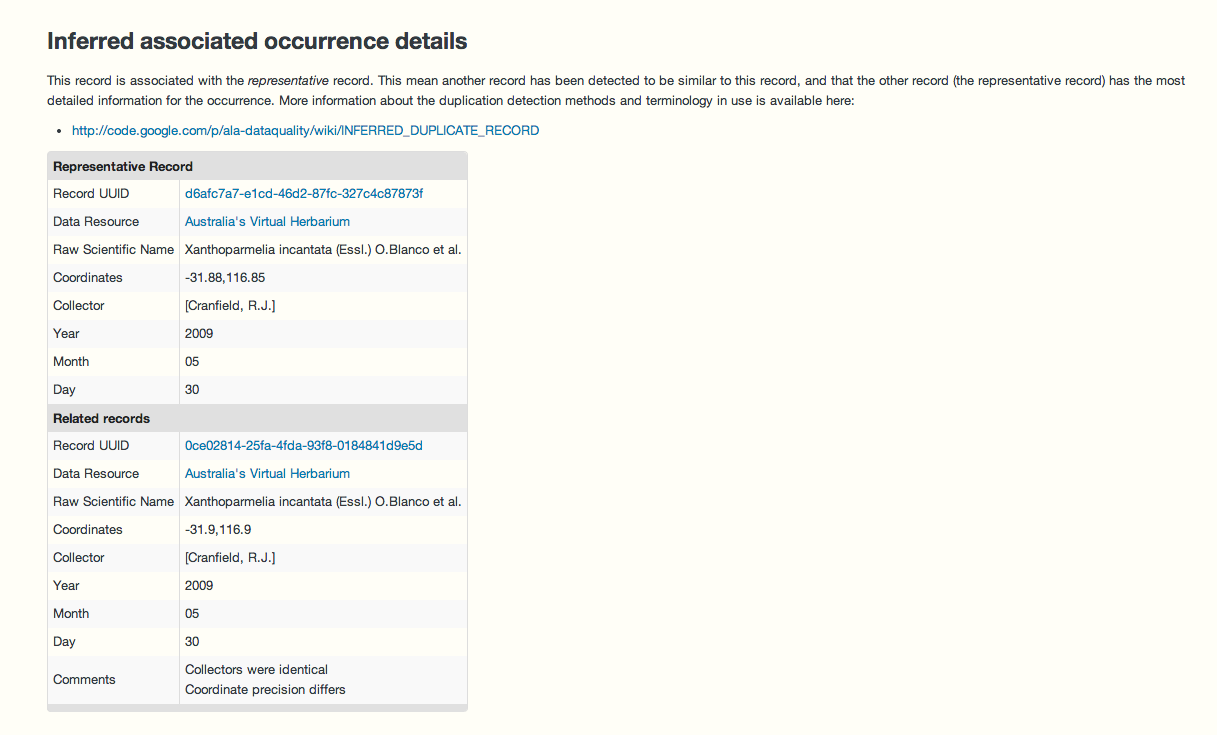 Inferred associated occurrence details
This record is associated with the representative record. This mean another record has been detected to be similar to this record, and that the other record (the representative record) has the most
detailed information for the occurrence. More information about the duplication detection methods and terminology in use is available here:
• http://code.google.com/p/ala-dataquality/wiki/INFERRED_DUPLICATE_RECORD
Representative Record
Record UUID d6afc7a7-e1cd-46d2-87fc-327c4c87873f
Data Resource Australia's Virtual Herbarium
Raw Scientific Name Xanthoparmelia incantata (Essl.) O.Blanco et al.
Coordinates -31.88,116.85
Collector [Cranfield, R.J.]
Year 2009
Month 05
Day 30
Related records
Record UUID 0ce02814-25fa-4fda-93f8-0184841d9e5d
Data Resource Australia's Virtual Herbarium
Raw Scientific Name Xanthoparmelia incantata (Essl.) O.Blanco et al.
Coordinates -31.9,116.9
Collector [Cranfield, R.J.]
Year 2009
Month 05
Day 30
Comments Collectors were identical
Coordinate precision differs